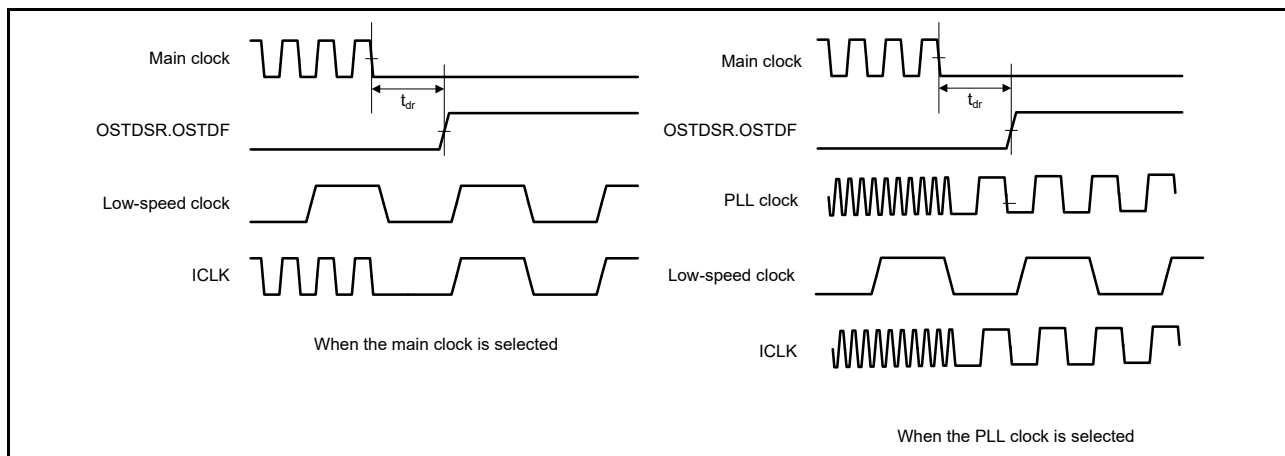 Main clock
t_dr
OSTDSR.OSTDF
Low-speed clock
ICLK
When the main clock is selected
Main clock
t_dr
OSTDSR.OSTDF
PLL clock
Low-speed clock
ICLK
When the PLL clock is selected